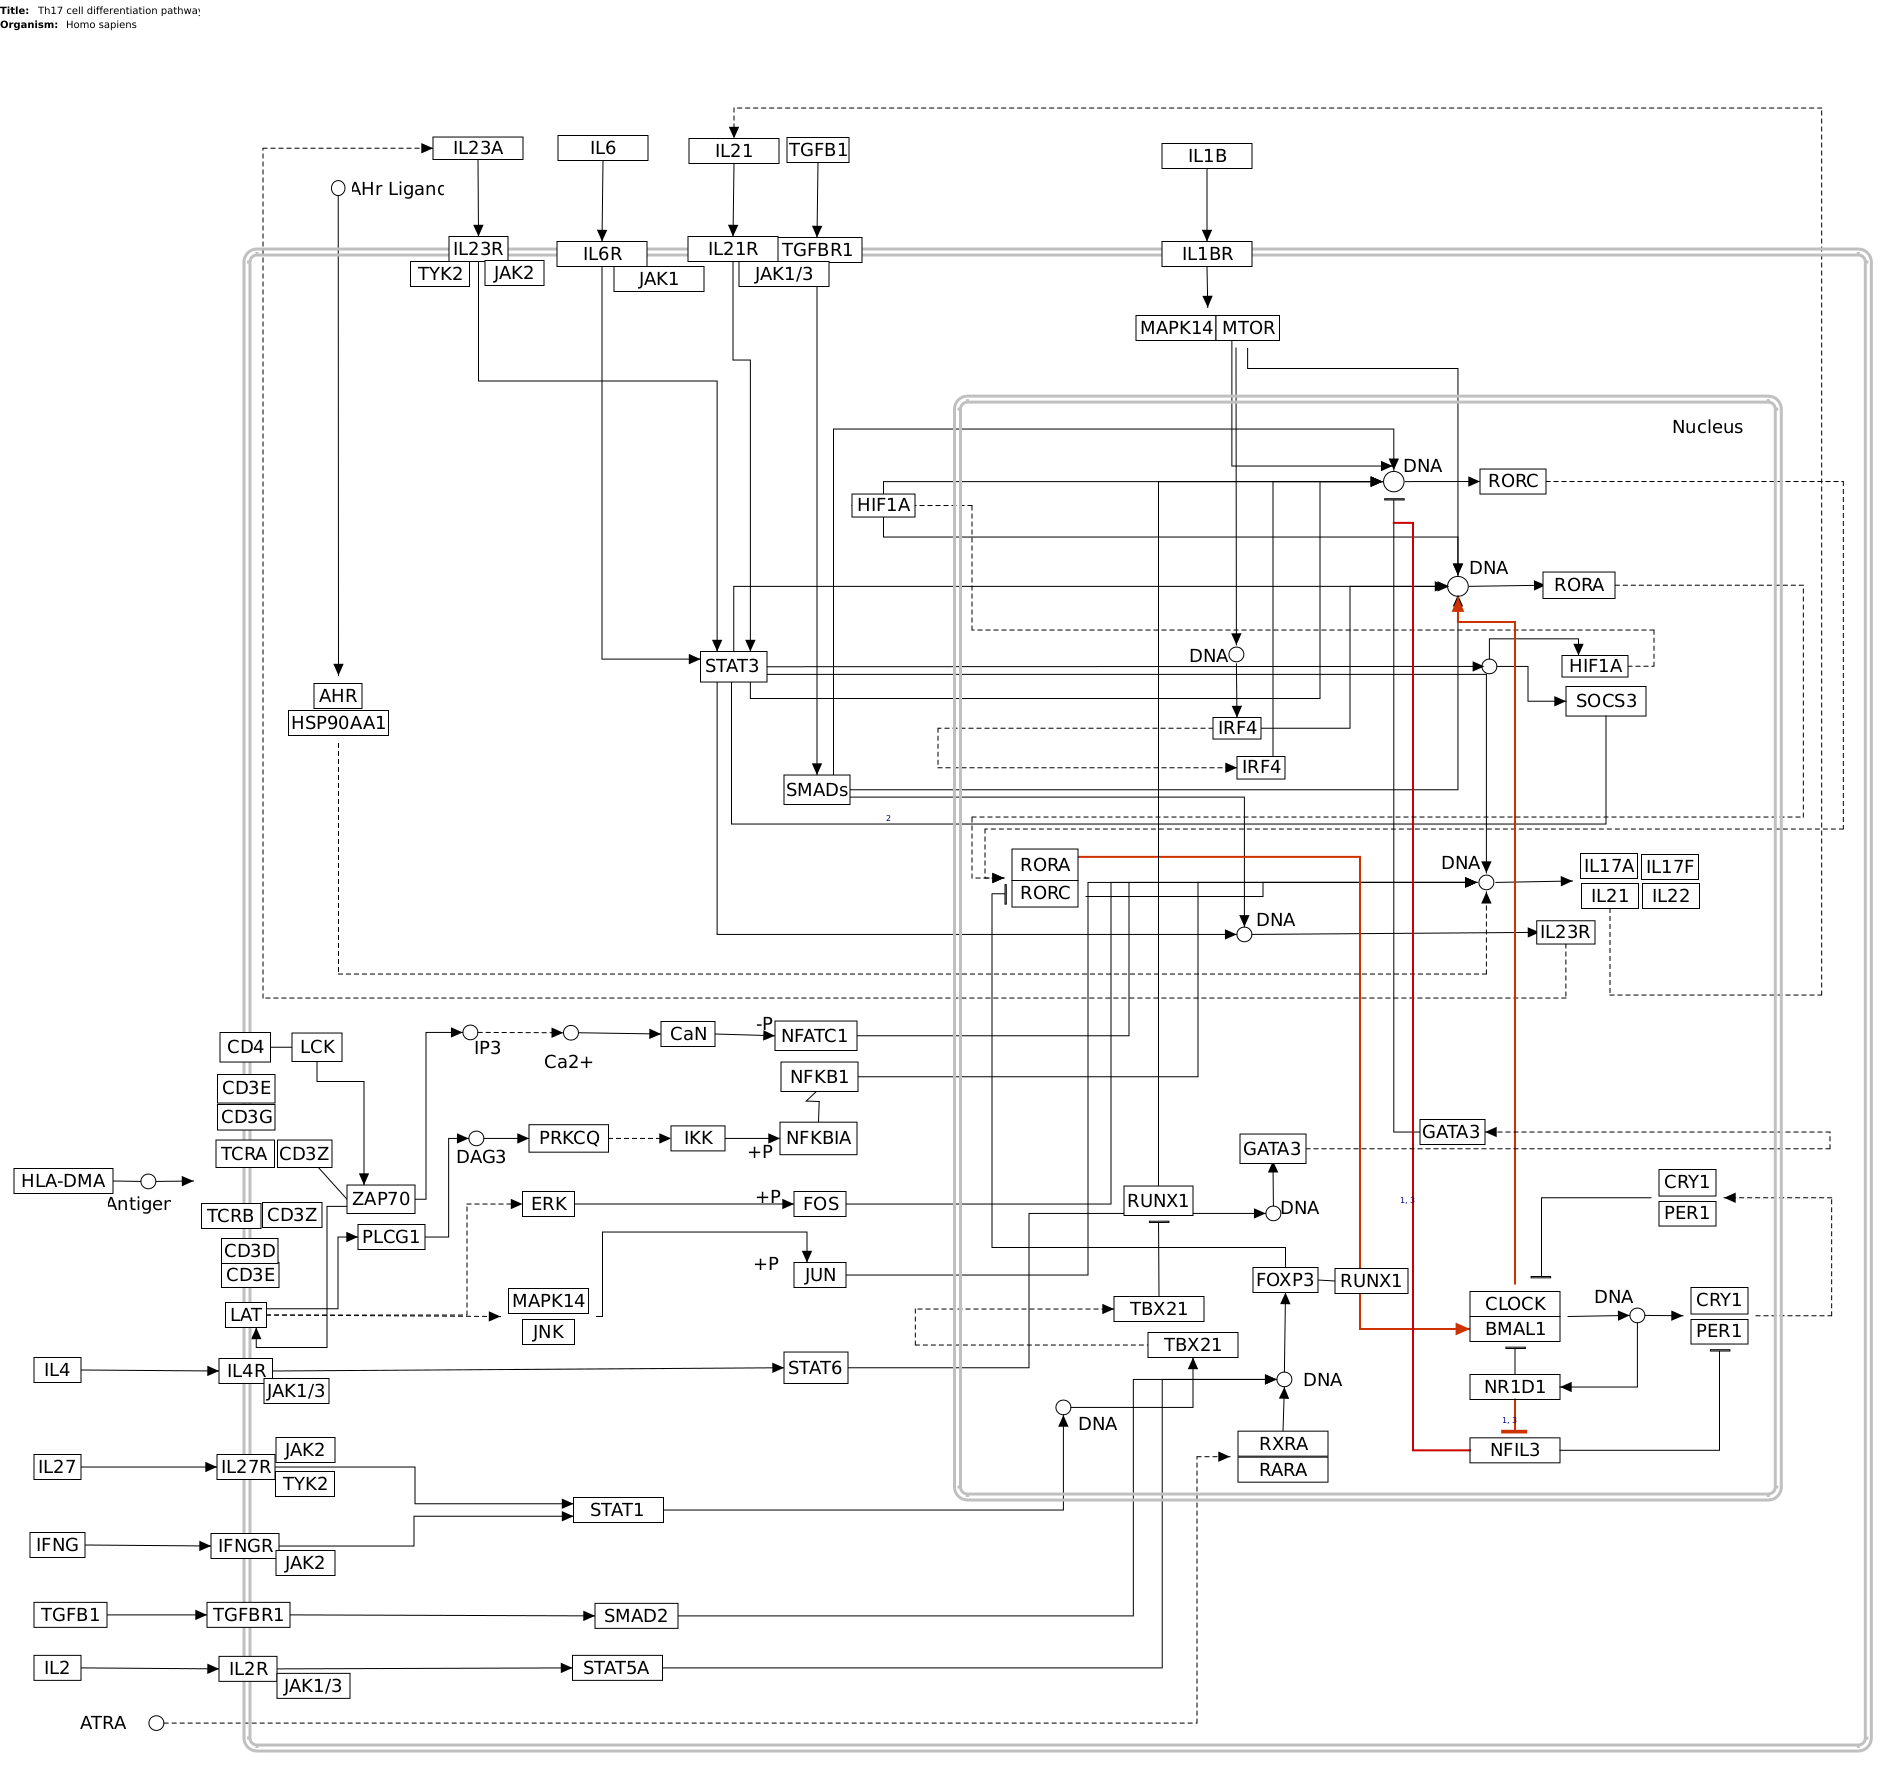 Title: Th17 cell differentiation pathway
Organism: Homo sapiens
IL23A
IL6
IL21
TGFB1
IL1B
AHr Ligand
IL23R
IL6R
IL21R
TGFBR1
IL1BR
TYK2
JAK2
JAK1
JAK1/3
MAPK14
MTOR
Nucleus
DNA
RORC
HIF1A
DNA
RORA
DNA
STAT3
HIF1A
SOCS3
AHR
HSP90AA1
IRF4
IRF4
SMADs
2
RORA
RORC
DNA
IL17A
IL17F
IL21
IL22
DNA
IL23R
CD4
LCK
IP3
Ca2+
CaN
-P
NFATC1
CD3E
CD3G
NFKB1
TCRA
CD3Z
DAG3
PRKCQ
IKK
+P
NFKBIA
GATA3
GATA3
HLA-DMA
Antiger
ZAP70
TCRB
CD3Z
ERK
+P
FOS
RUNX1
DNA
1, 3
CRY1
PER1
CD3D
CD3E
PLCG1
+P
JUN
FOXP3
RUNX1
LAT
MAPK14
JNK
TBX21
TBX21
CLOCK
BMAL1
DNA
CRY1
PER1
IL4
IL4R
JAK1/3
STAT6
DNA
NR1D1
DNA
1, 3
NFIL3
RXRA
RARA
IL27
IL27R
JAK2
TYK2
STAT1
IFNG
IFNGR
JAK2
TGFB1
TGFBR1
SMAD2
IL2
IL2R
JAK1/3
STAT5A
ATRA